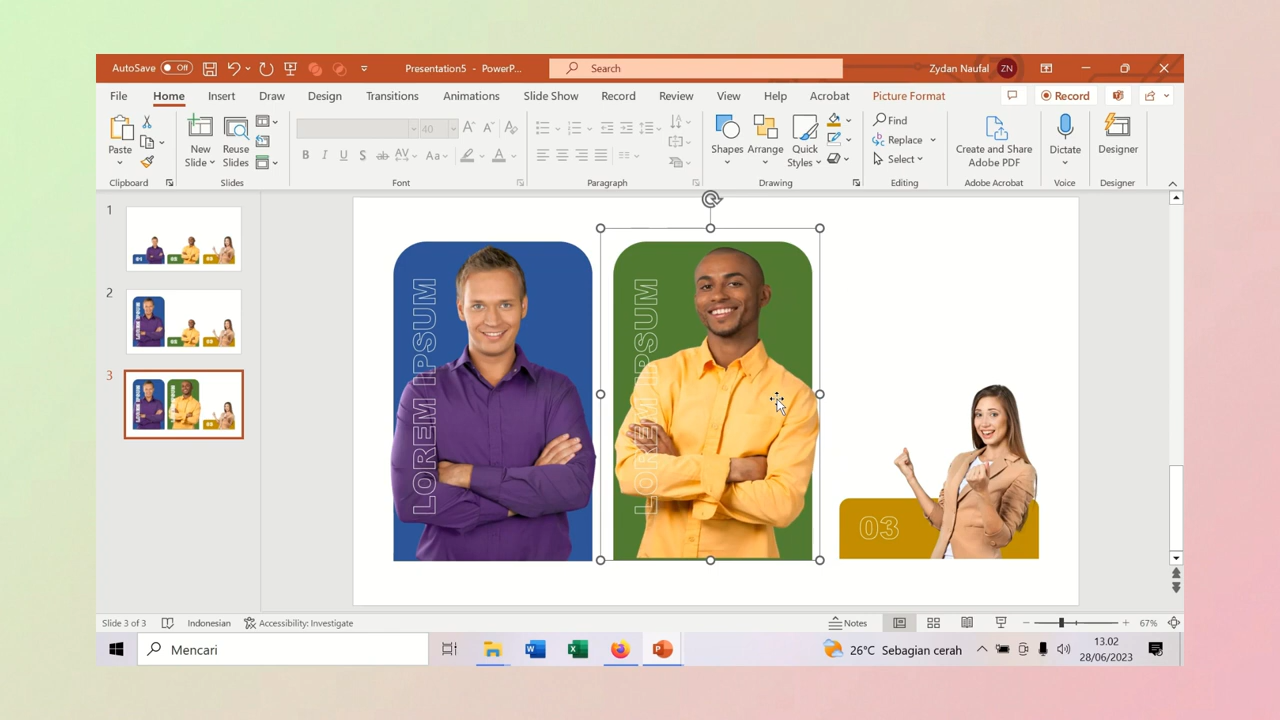 AutoSave Off Presentation5 - PowerP... Search Zydan Naufal ZN
File Home Insert Draw Design Transitions Animations Slide Show Record Review View Help Acrobat Picture Format Record
Paste New Slide Reuse Slides 40 Shapes Arrange Quick Styles Find Replace Select Create and Share Adobe PDF Dictate Designer
B I U S ab AV Aa A
Clipboard Slides Font Paragraph Drawing Editing Adobe Acrobat Voice Designer
1
2
3
LOREM IPSUM
LOREM IPSUM
03
Slide 3 of 3 Indonesian Accessibility: Investigate Notes 67%
Mencari 26°C Sebagian cerah 13.02
28/06/2023